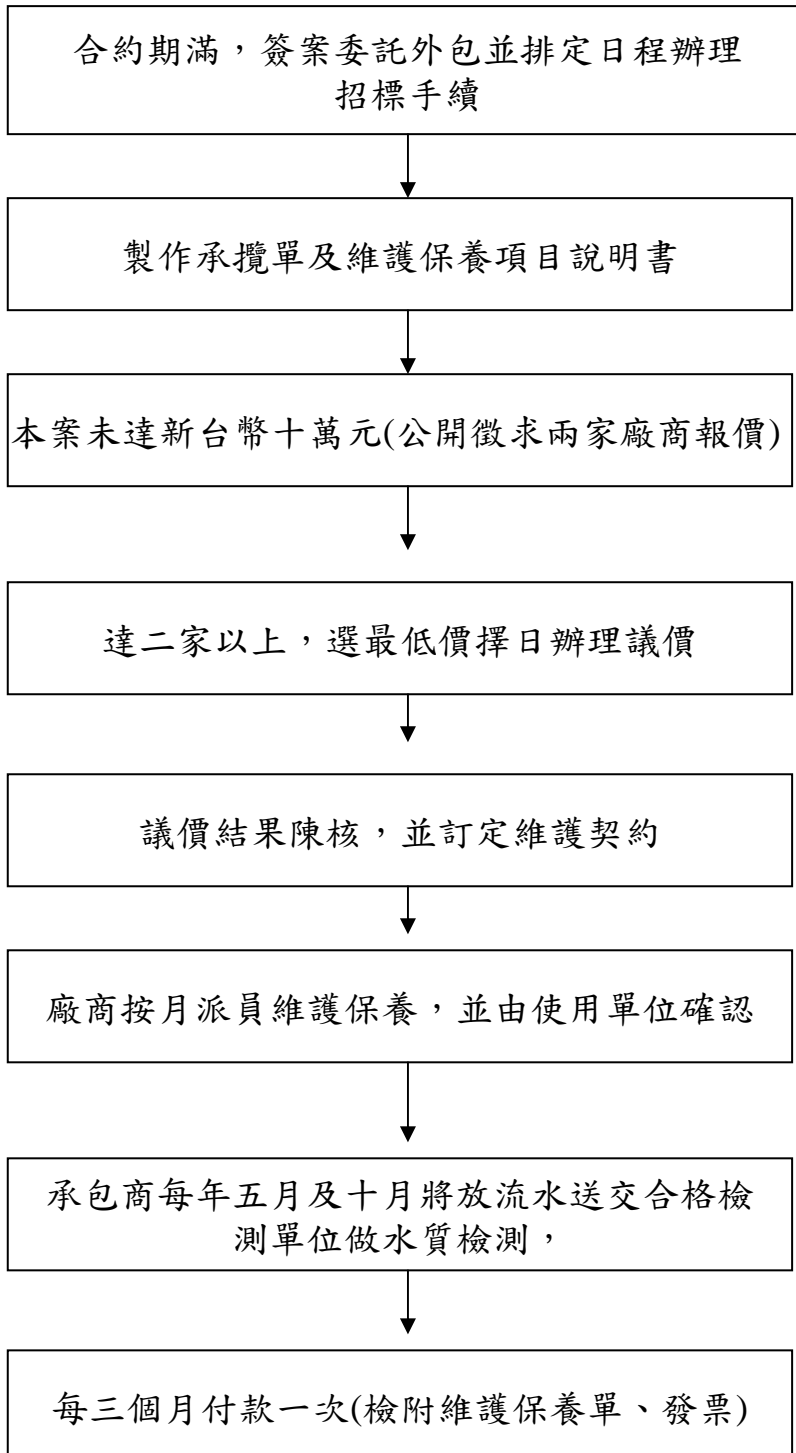 合約期滿，簽案委託外包並排定日程辦理
招標手續
製作承攬單及維護保養項目說明書
本案未達新台幣十萬元(公開徵求兩家廠商報價)
達二家以上，選最低價擇日辦理議價
議價結果陳核，並訂定維護契約
廠商按月派員維護保養，並由使用單位確認
承包商每年五月及十月將放流水送交合格檢
測單位做水質檢測，
每三個月付款一次(檢附維護保養單、發票)